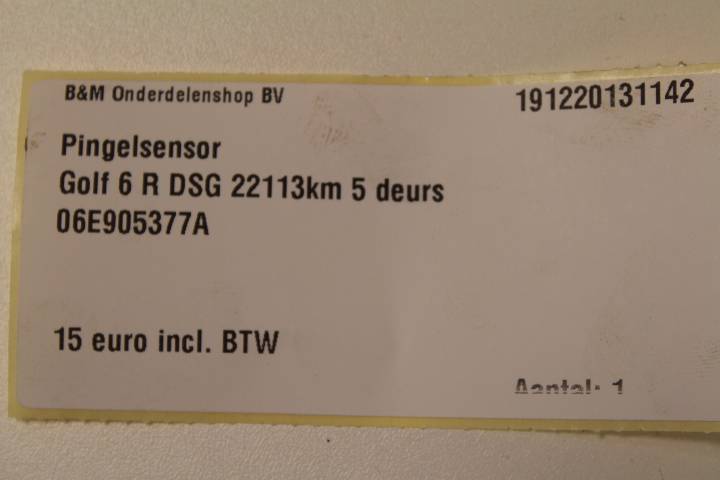 B&M Onderdelenshop BV
191220131142
Pingelsensor
Golf 6 R DSG 22113km 5 deurs
06E905377A
15 euro incl. BTW
Aantal: 1